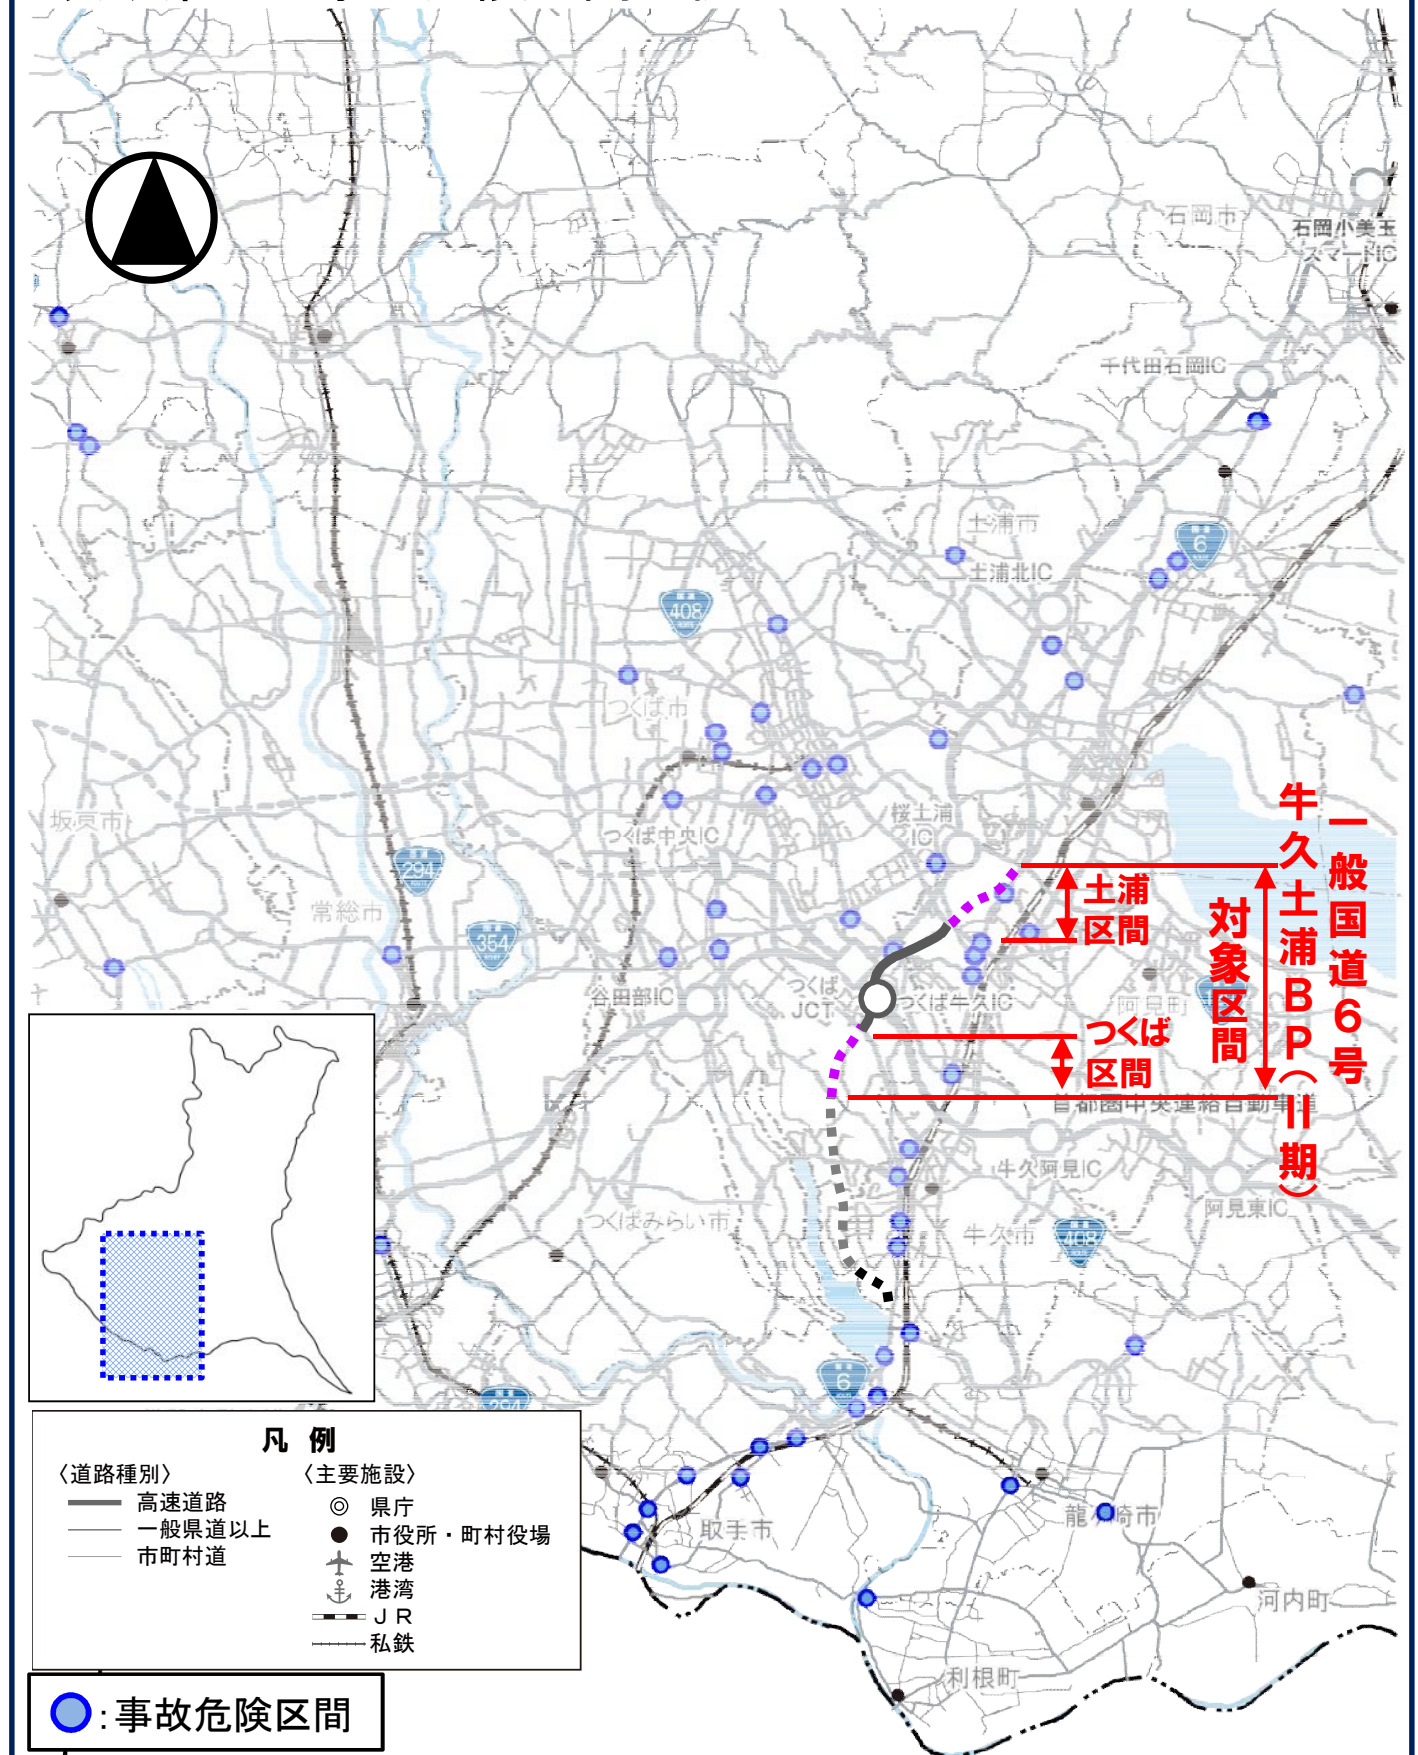 石岡市
石岡小美玉
スマートIC
千代田石岡IC
土浦市
6
土浦北IC
408
つくば市
坂東市
つくば中央IC
桜土浦
IC
294
常総市
354
谷田部IC
つくば
JCT
つくば牛久IC
阿見町
土浦
区間
つくば
区間
対象区間
牛久土浦BP(Ⅱ期)
一般国道6号
首都圏中央連絡自動車道
牛久阿見IC
阿見東IC
つくばみらい市
牛久市
408
6
294
取手市
龍ケ崎市
河内町
利根町
凡 例
〈道路種別〉
高速道路
一般県道以上
市町村道
〈主要施設〉
県庁
市役所・町村役場
空港
港湾
JR
私鉄
:事故危険区間